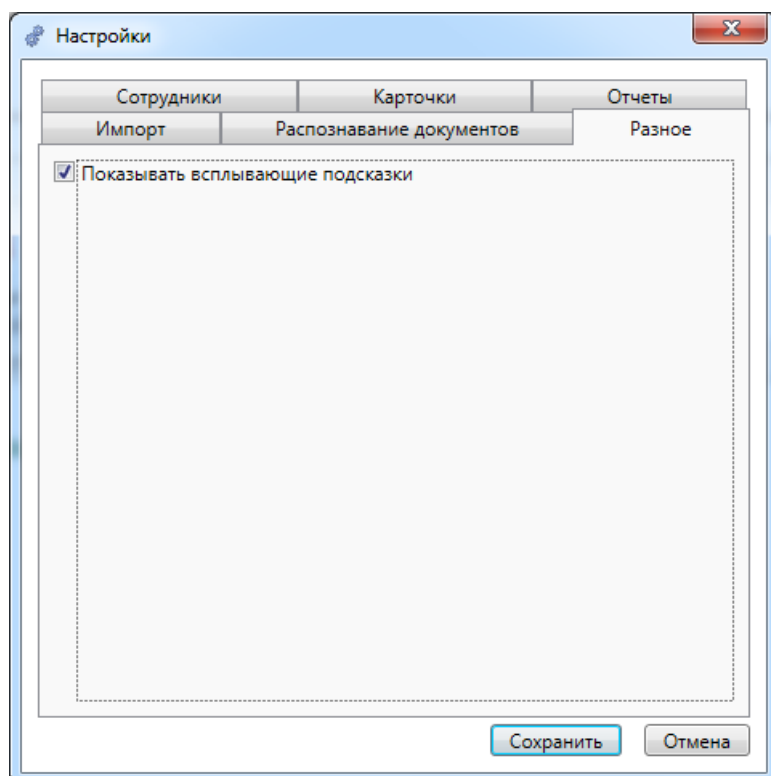 Настройки
Сотрудники Карточки Отчеты
Импорт Распознавание документов Разное
Показывать всплывающие подсказки
Сохранить Отмена